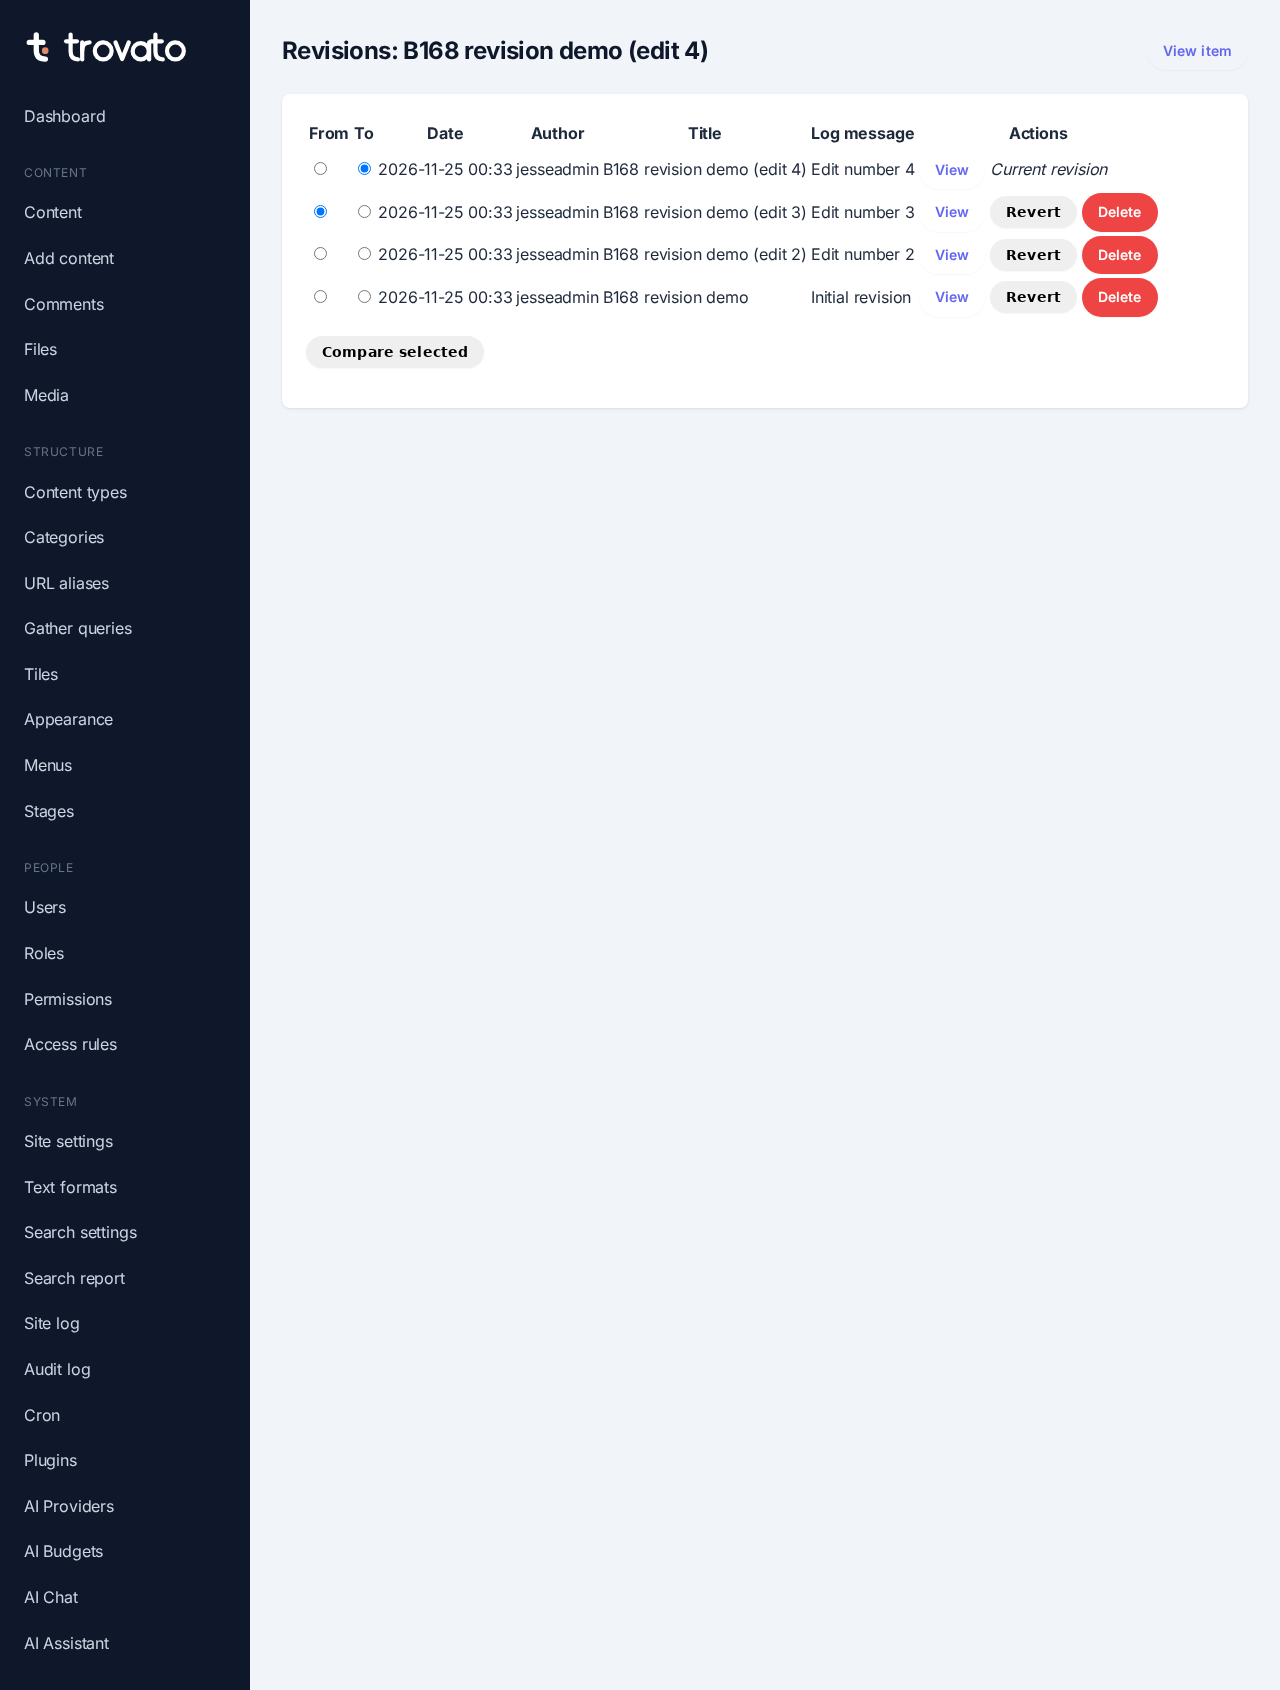 trovato
Dashboard
CONTENT
Content
Add content
Comments
Files
Media
STRUCTURE
Content types
Categories
URL aliases
Gather queries
Tiles
Appearance
Menus
Stages
PEOPLE
Users
Roles
Permissions
Access rules
SYSTEM
Site settings
Text formats
Search settings
Search report
Site log
Audit log
Cron
Plugins
AI Providers
AI Budgets
AI Chat
AI Assistant
Revisions: B168 revision demo (edit 4) View item
From To Date Author Title Log message Actions
2026-11-25 00:33 jesseadmin B168 revision demo (edit 4) Edit number 4 View Current revision
2026-11-25 00:33 jesseadmin B168 revision demo (edit 3) Edit number 3 View Revert Delete
2026-11-25 00:33 jesseadmin B168 revision demo (edit 2) Edit number 2 View Revert Delete
2026-11-25 00:33 jesseadmin B168 revision demo Initial revision View Revert Delete
Compare selected